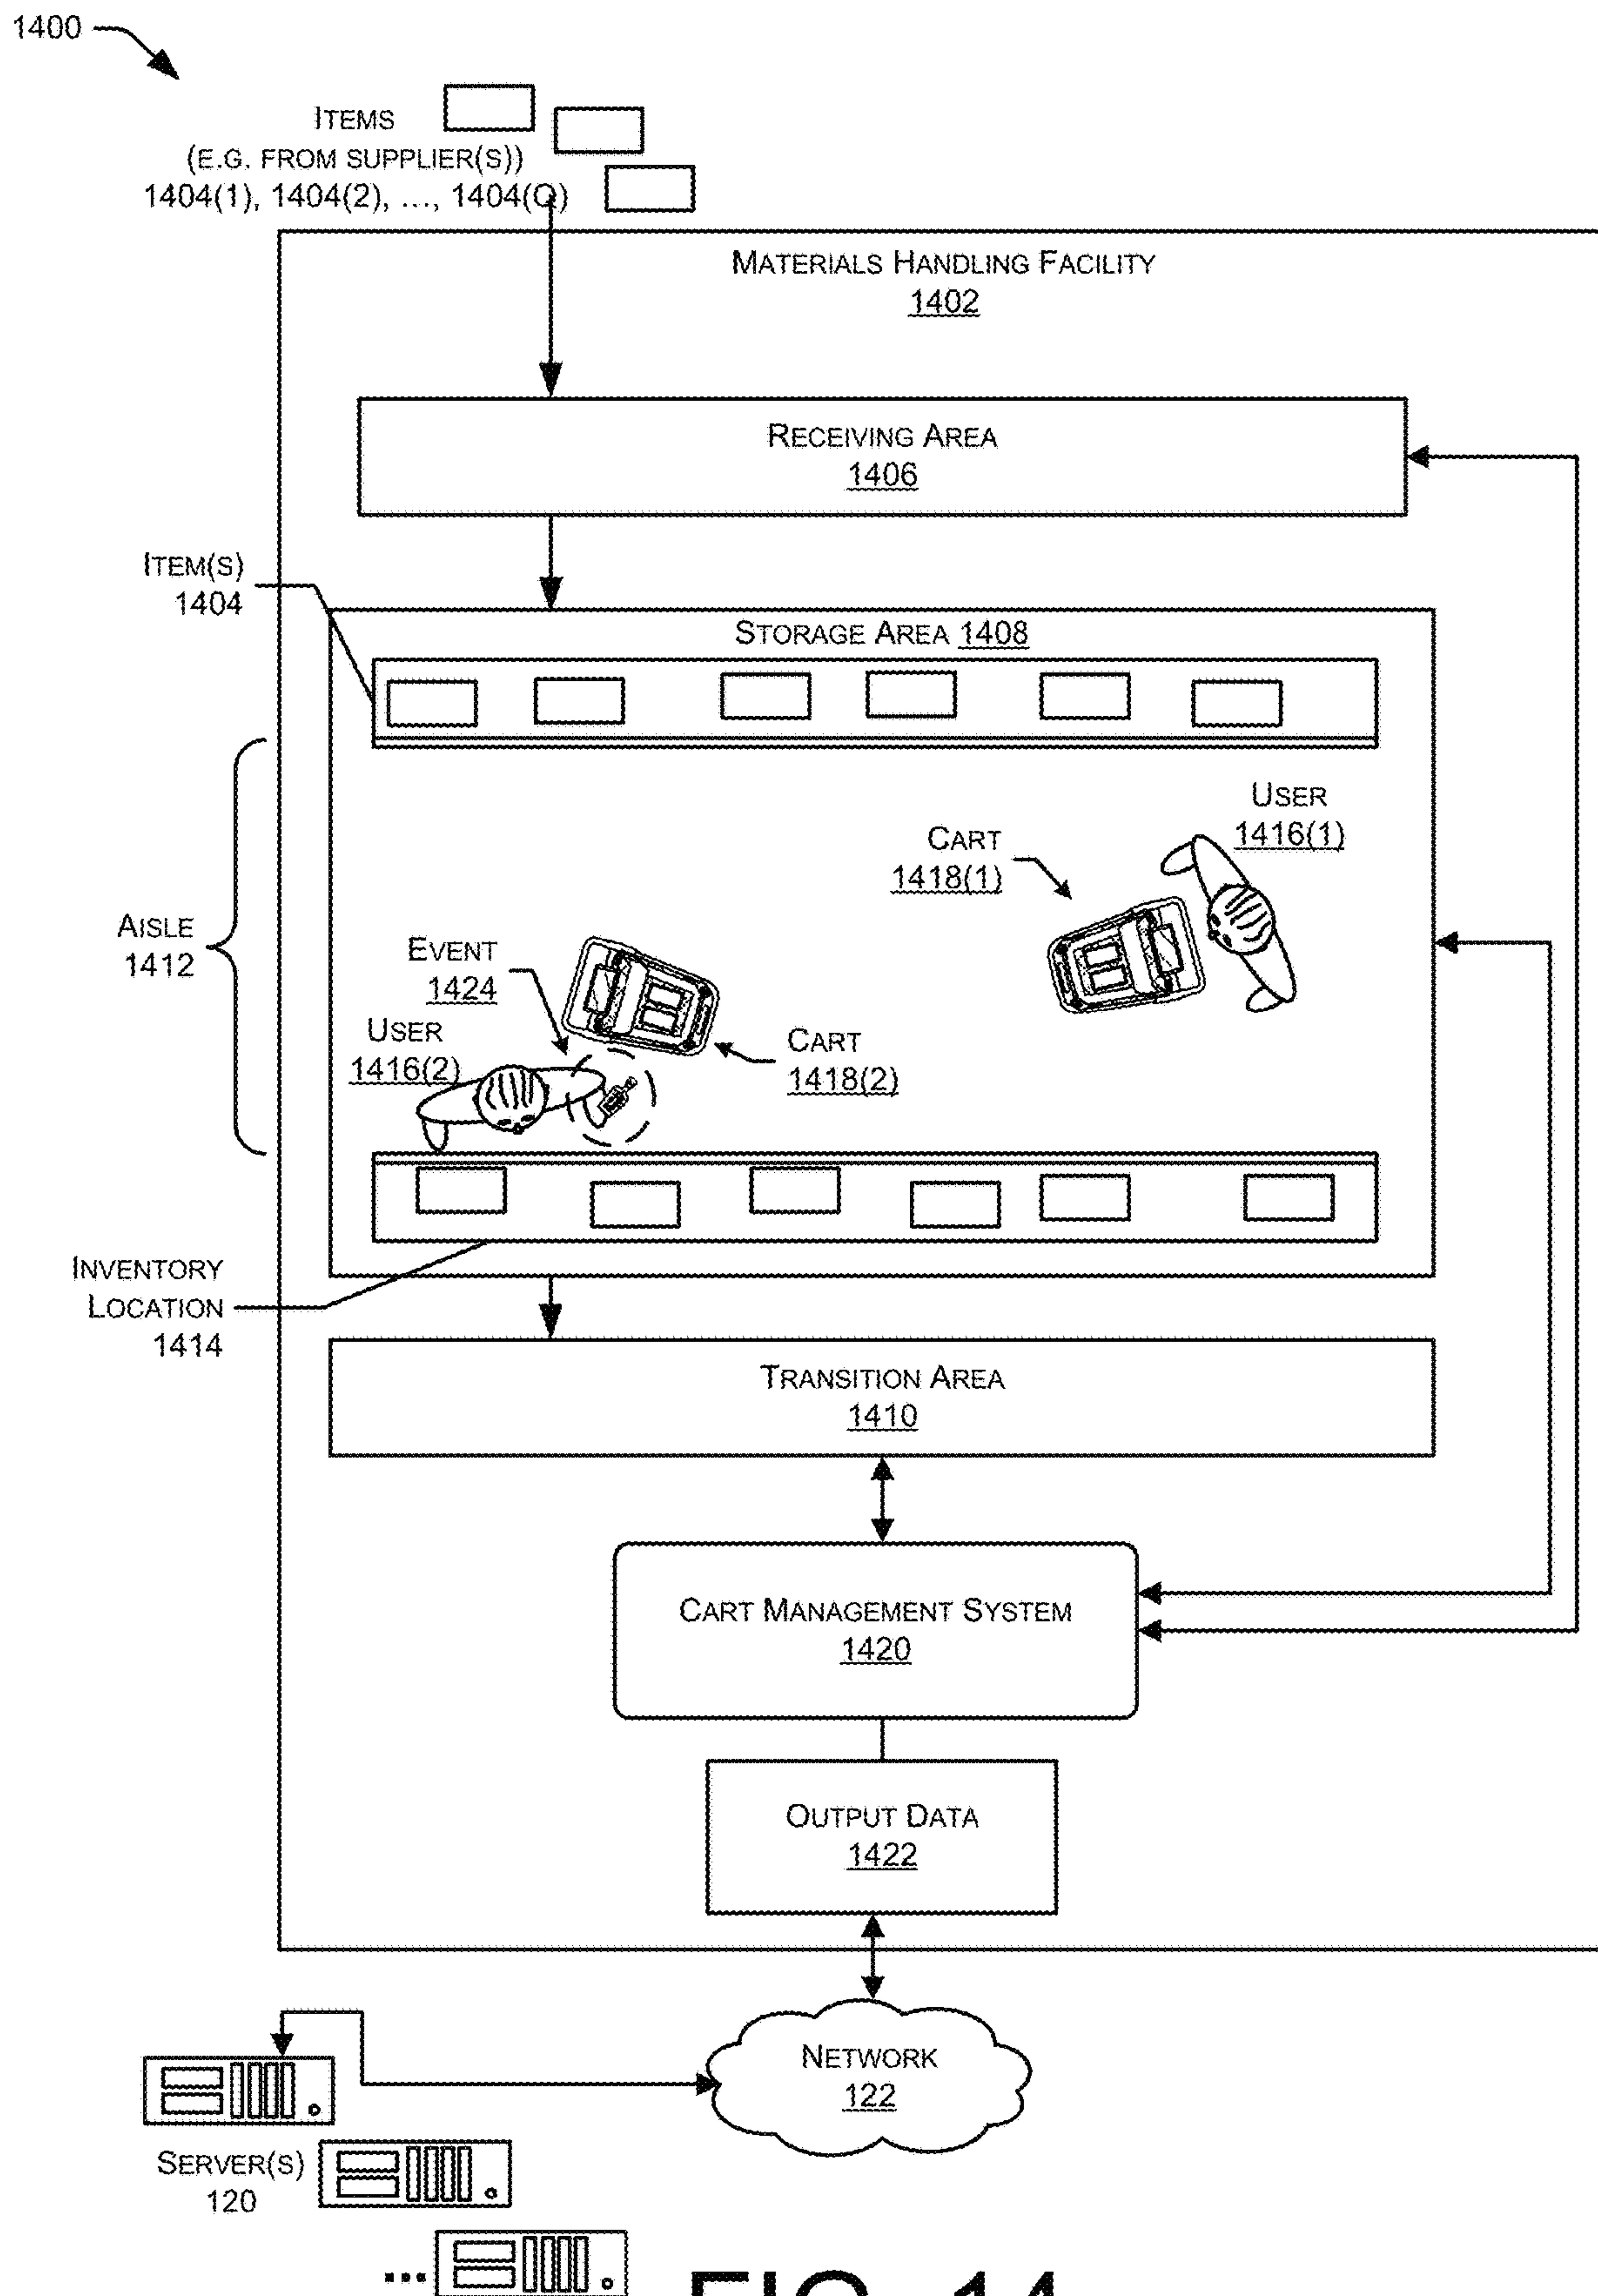 1400
ITEMS
(E.G. FROM SUPPLIER(S))
1404(1), 1404(2), ..., 1404(Q)
MATERIALS HANDLING FACILITY
1402
RECEIVING AREA
1406
ITEM(S)
1404
STORAGE AREA 1408
USER
1416(1)
CART
1418(1)
AISLE
1412
EVENT
1424
USER
1416(2)
CART
1418(2)
INVENTORY
LOCATION
1414
TRANSITION AREA
1410
CART MANAGEMENT SYSTEM
1420
OUTPUT DATA
1422
NETWORK
122
SERVER(S)
120
...
FIG. 14